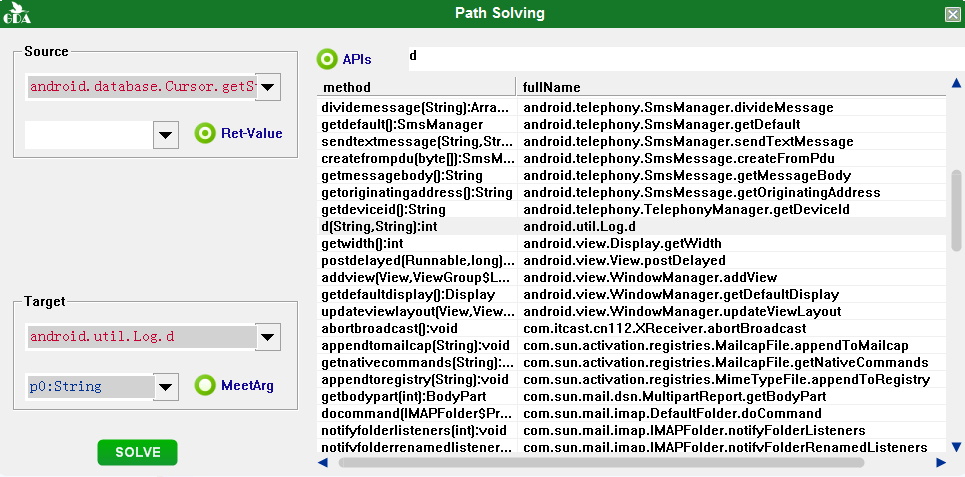 GDA
Path Solving
Source
android.database.Cursor.getSt
Ret-Value
Target
android.util.Log.d
p0:String
MeetArg
SOLVE
APIs
d
method fullName
dividemessage(String):Arra... android.telephony.SmsManager.divideMessage
getdefault():SmsManager android.telephony.SmsManager.getDefault
sendtextmessage(String,Str... android.telephony.SmsManager.sendTextMessage
createfrompdu(byte[]):SmsM... android.telephony.SmsMessage.createFromPdu
getmessagebody():String android.telephony.SmsMessage.getMessageBody
getoriginatingaddress():String android.telephony.SmsMessage.getOriginatingAddress
getdeviceid():String android.telephony.TelephonyManager.getDeviceId
d(String,String):int android.util.Log.d
getwidth():int android.view.Display.getWidth
postdelayed(Runnable,long)... android.view.View.postDelayed
addview(View,ViewGroup$L... android.view.WindowManager.addView
getdefaultdisplay():Display android.view.WindowManager.getDefaultDisplay
updateviewlayout(View,View... android.view.WindowManager.updateViewLayout
abortbroadcast():void com.itcast.cn112.XReceiver.abortBroadcast
appendtomailcap(String):void com.sun.activation.registries.MailcapFile.appendToMailcap
getnativecommands(String):... com.sun.activation.registries.MailcapFile.getNativeCommands
appendtoregistry(String):void com.sun.activation.registries.MimeTypeFile.appendToRegistry
getbodypart(int):BodyPart com.sun.mail.dsn.MultipartReport.getBodyPart
docommand(IMAPFolder$Pr... com.sun.mail.imap.DefaultFolder.doCommand
notifyfolderlisteners(int):void com.sun.mail.imap.IMAPFolder.notifyFolderListeners
notifyfolderrenamedlistener... com.sun.mail.imap.IMAPFolder.notifyFolderRenamedListeners